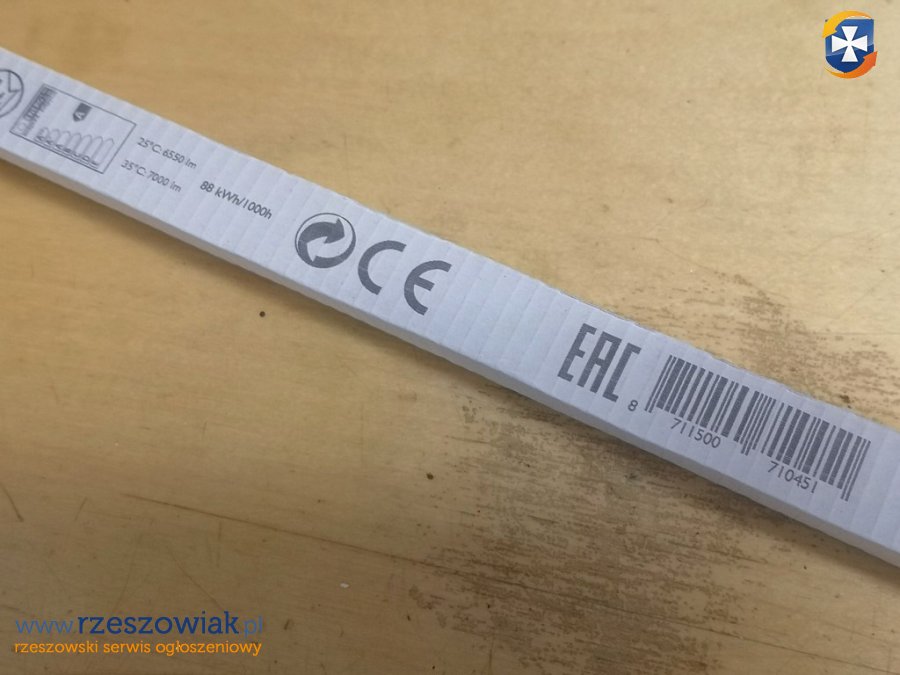 25°C: 6550 lm
35°C: 7000 lm
88 kWh/1000h
CE
EAC
8 711500 710451
www.rzeszowiak.pl
rzeszowski serwis ogłoszeniowy